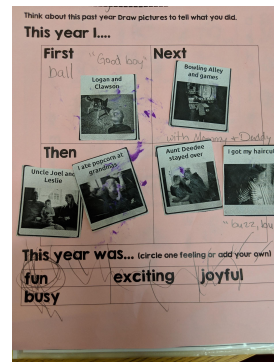 Think about this past year Draw pictures to tell what you did.
This year I....
First
"Good boy"
ball
Logan and
Clawson
Next
Bowling Alley
and games
with Mommy & Daddy
Then
Uncle Joel and
Leslie
I ate popcorn at
grandmas
Aunt Deedee
stayed over
I got my haircut
"buzz,
This year was... (circle one feeling or add your own)
fun
exciting
joyful
busy